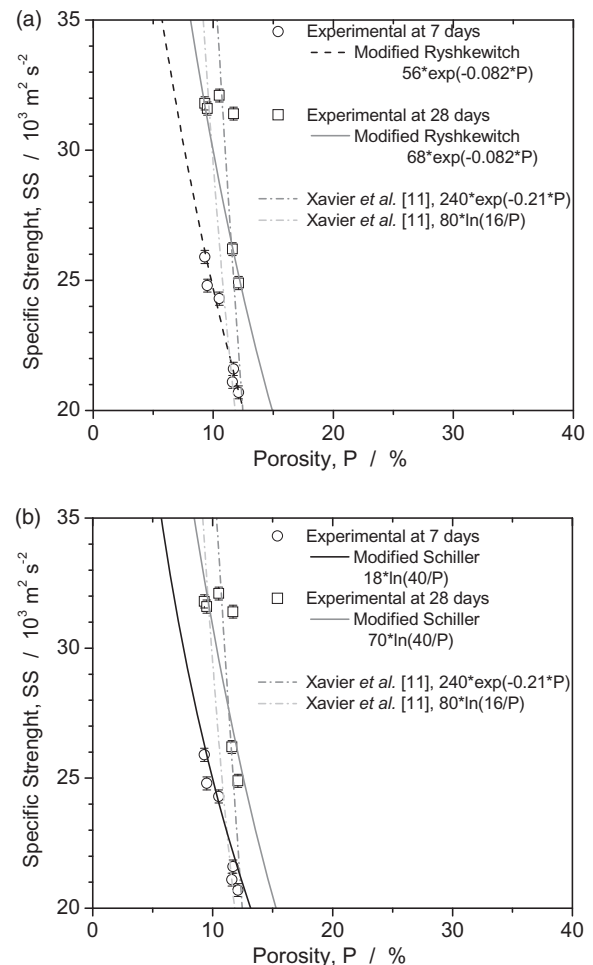 (a)
35
30
25
20
0
10
20
30
40
Specific Strenght, SS / 10³ m² s⁻²
Porosity, P / %
Experimental at 7 days
Modified Ryshkewitch
56*exp(-0.082*P)
Experimental at 28 days
Modified Ryshkewitch
68*exp(-0.082*P)
Xavier et al. [11], 240*exp(-0.21*P)
Xavier et al. [11], 80*ln(16/P)
(b)
35
30
25
20
0
10
20
30
40
Specific Strenght, SS / 10³ m² s⁻²
Porosity, P / %
Experimental at 7 days
Modified Schiller
18*ln(40/P)
Experimental at 28 days
Modified Schiller
70*ln(40/P)
Xavier et al. [11], 240*exp(-0.21*P)
Xavier et al. [11], 80*ln(16/P)